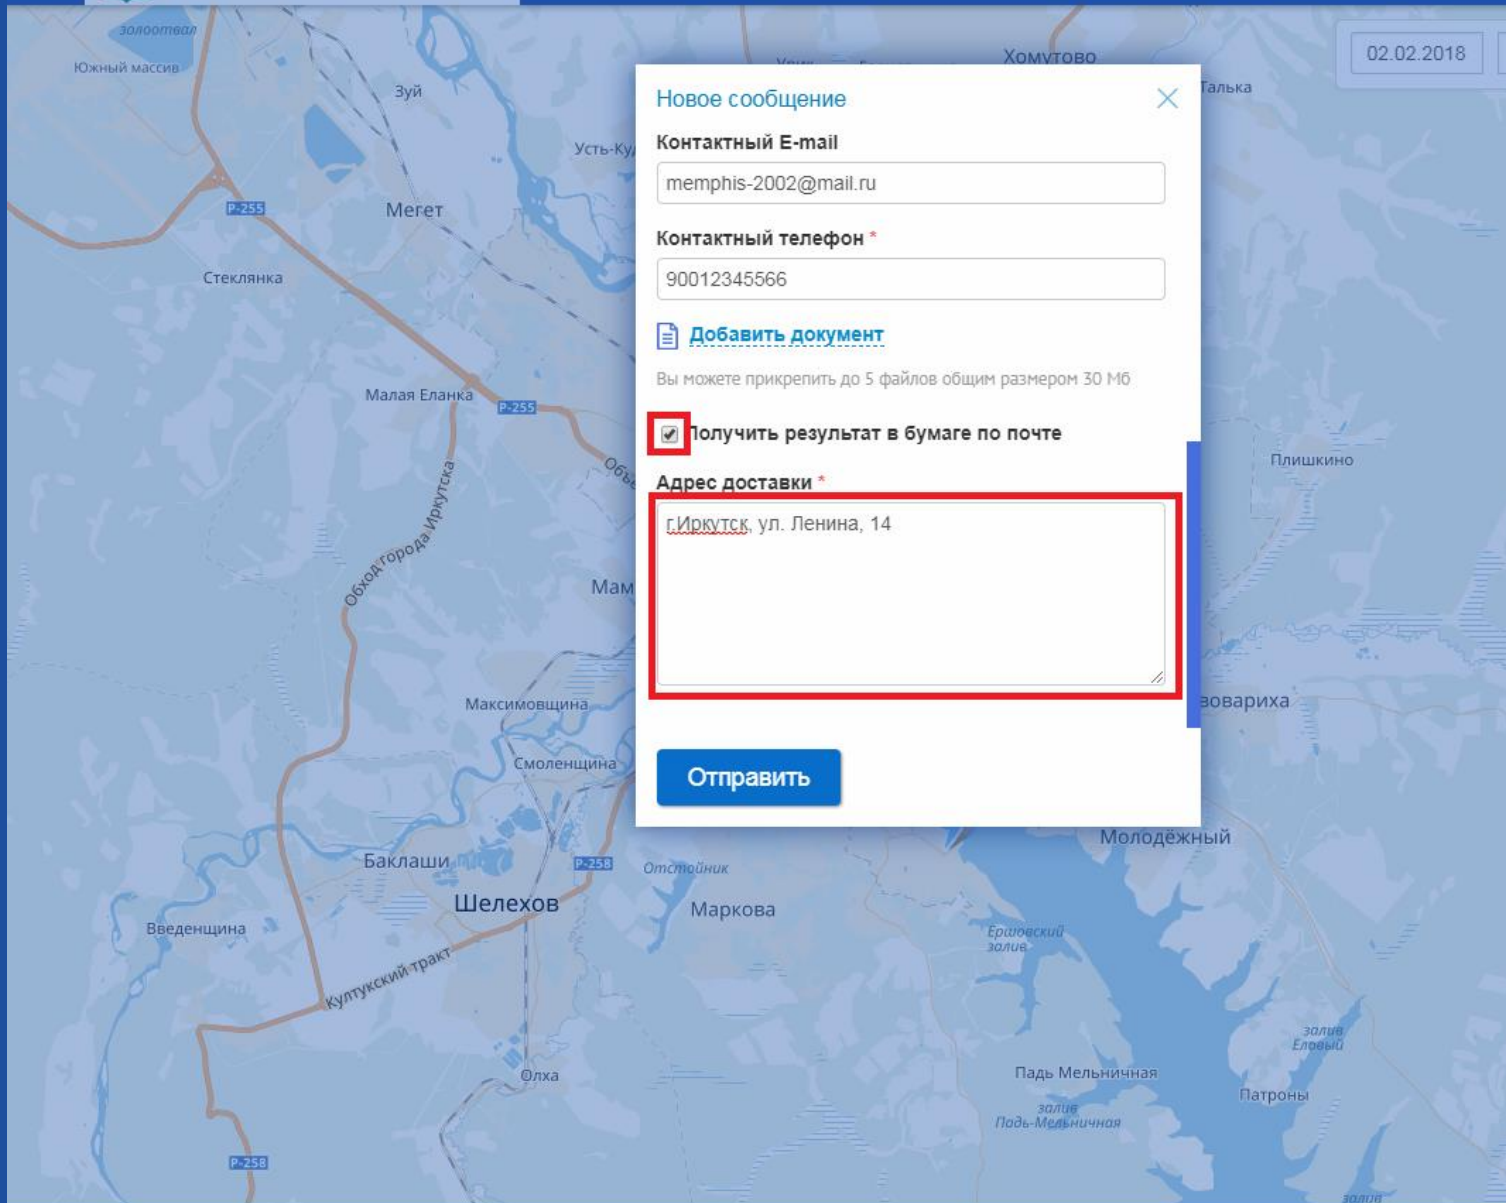 золоотвал
Южный массив
Зуй
Хомутово
02.02.2018
Талька
Новое сообщение
Контактный E-mail
Усть-Ку
memphis-2002@mail.ru
Р-255
Мегет
Контактный телефон *
Стеклянка
90012345566
Добавить документ
Вы можете прикрепить до 5 файлов общим размером 30 Мб
Малая Еланка
Р-255
Получить результат в бумаге по почте
Объе
Плишкино
Адрес доставки *
г.Иркутск, ул. Ленина, 14
Обход города Иркутска
Мам
Максимовщина
вовариха
Смоленщина
Отправить
Молодёжный
Баклаши
Р-258
Отстойник
Шелехов
Маркова
Введенщина
Ершовский
залив
Култукский тракт
залив
Еловый
Олха
Падь Мельничная
Патроны
залив
Падь-Мельничная
Р-258
залив